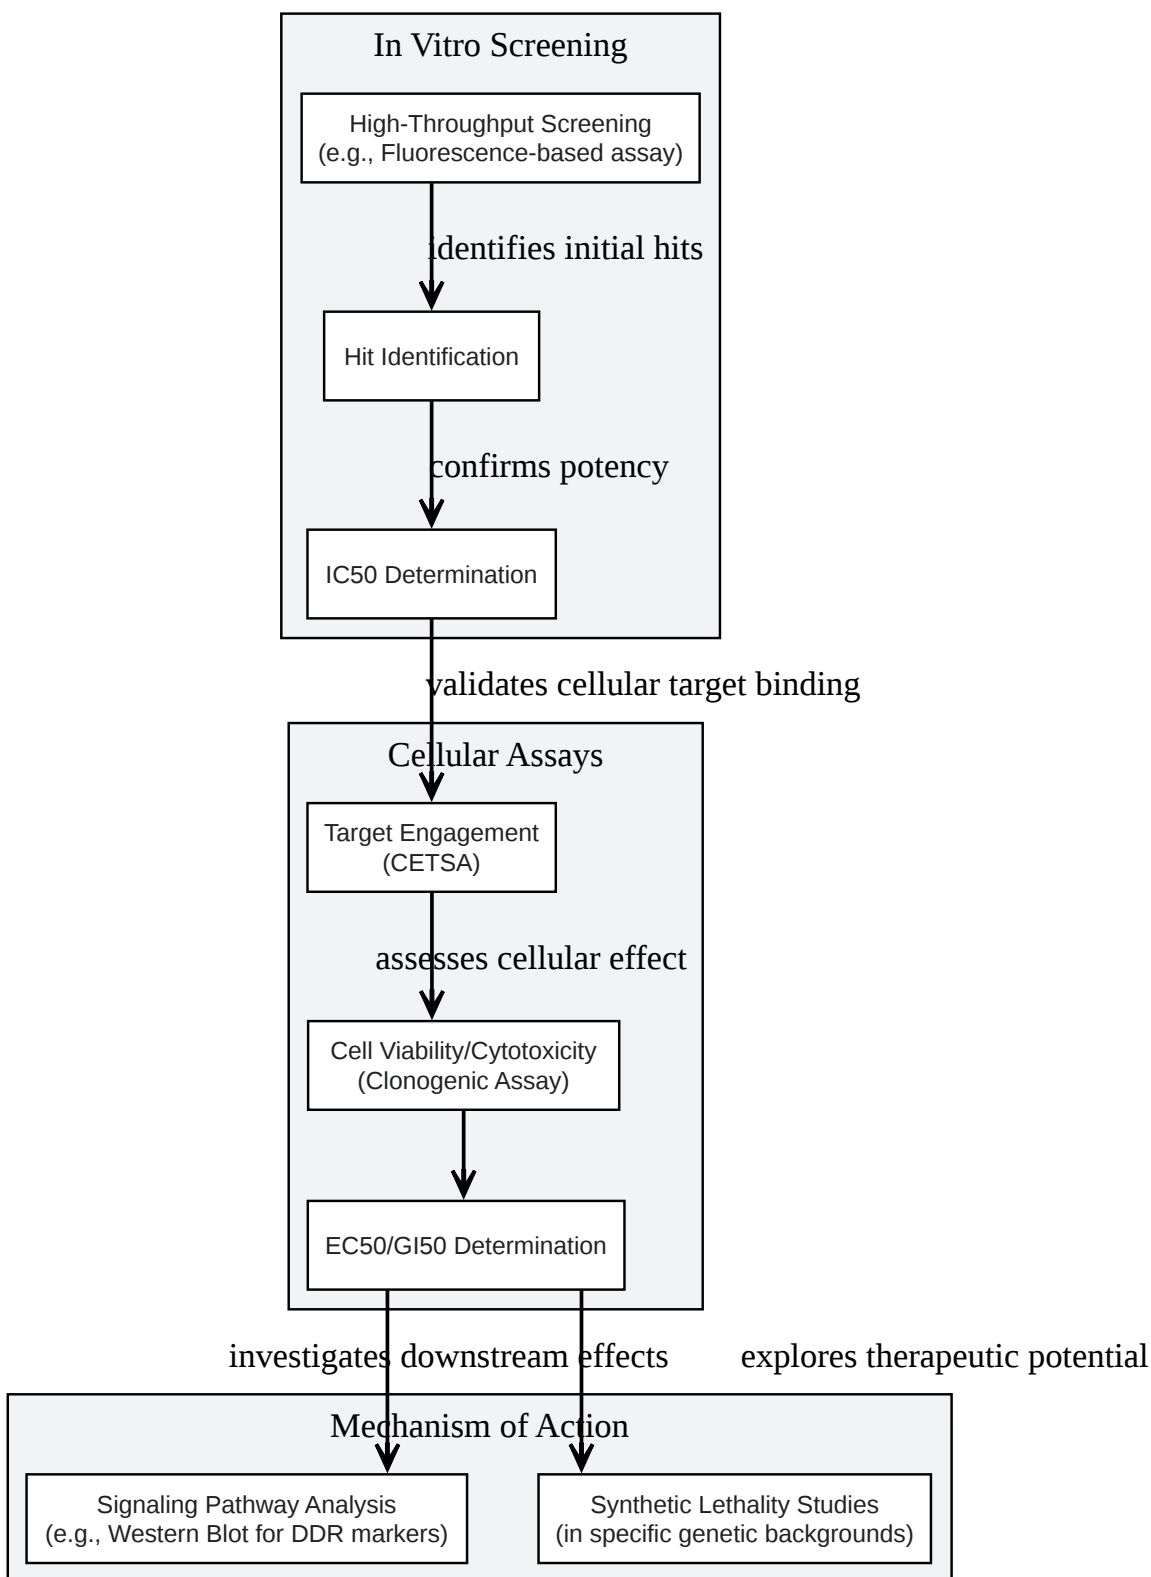 In Vitro Screening
High-Throughput Screening
(e.g., Fluorescence-based assay)
identifies initial hits
Hit Identification
confirms potency
IC50 Determination
validates cellular target binding
Cellular Assays
Target Engagement
(CETSA)
assesses cellular effect
Cell Viability/Cytotoxicity
(Clonogenic Assay)
EC50/GI50 Determination
investigates downstream effects
explores therapeutic potential
Mechanism of Action
Signaling Pathway Analysis
(e.g., Western Blot for DDR markers)
Synthetic Lethality Studies
(in specific genetic backgrounds)